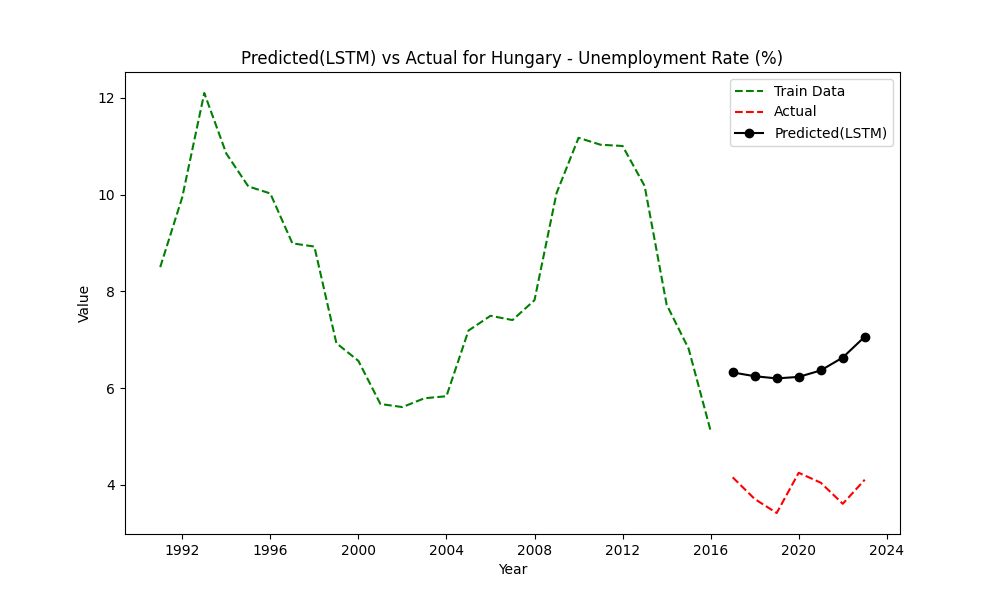 Predicted(LSTM) vs Actual for Hungary - Unemployment Rate (%)
Train Data
Actual
Predicted(LSTM)
12
10
8
6
4
Value
1992 1996 2000 2004 2008 2012 2016 2020 2024
Year